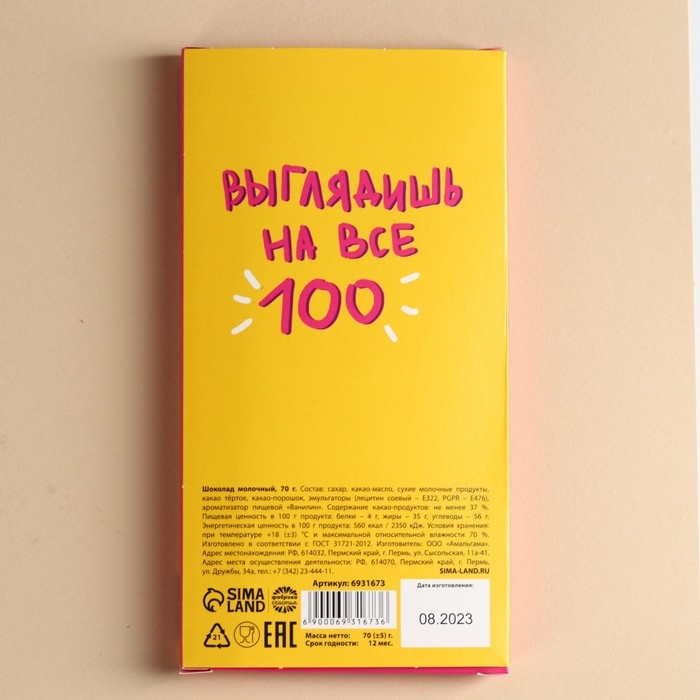 ВЫГЛЯДИШЬ
НА ВСЕ
100
Шоколад молочный, 70 г. Состав: сахар, какао-масло, сухие молочные продукты,
какао тёртое, какао-порошок, эмульгаторы (лецитин соевый – E322, PGPR – E476),
ароматизатор пищевой «Ванилин». Содержание какао-продуктов: не менее 37 %.
Пищевая ценность в 100 г продукта: белки – 4 г, жиры – 35 г, углеводы – 56 г.
Энергетическая ценность в 100 г продукта: 560 ккал / 2350 кДж. Условия хранения:
при температуре +18 (±3) °С и максимальной относительной влажности 70 %.
Изготовлено в соответствии с ГОСТ 31721-2012. Изготовитель: ООО «Амальгама».
Адрес местонахождения: РФ, 614032, Пермский край, г. Пермь, ул. Сысольская, 11а-41.
Адрес места осуществления деятельности: РФ, 614070, Пермский край, г. Пермь,
ул. Дружбы, 34а, тел.: +7 (342) 23-444-11. SIMA-LAND.RU
Артикул: 6931673
Дата изготовления:
SIMA
LAND
фабрика
счастья
6900069316736
08.2023
21
EAC
Масса нетто: 70 (±5) г.
Срок годности: 12 мес.